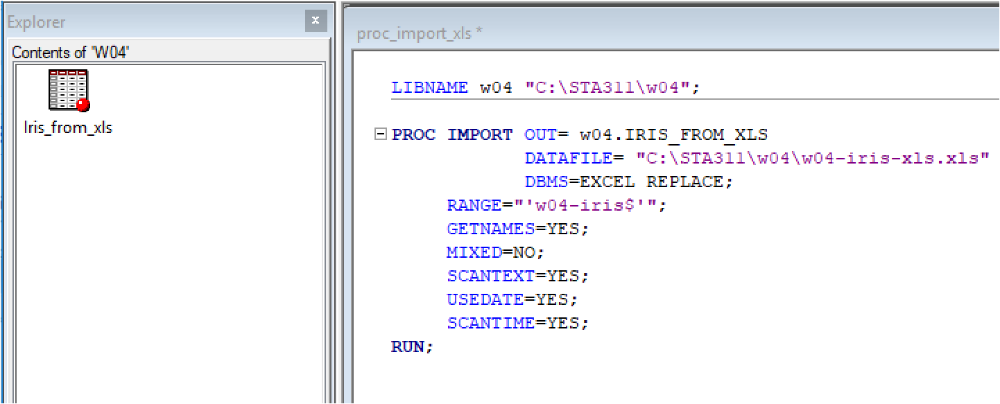 Explorer
x
Contents of 'W04'
Iris_from_xls
proc_import_xls *
LIBNAME w04 "C:\STA311\w04";
PROC IMPORT OUT= w04.IRIS_FROM_XLS
DATAFILE= "C:\STA311\w04\w04-iris-xls.xls"
DBMS=EXCEL REPLACE;
RANGE="'w04-iris$'";
GETNAMES=YES;
MIXED=NO;
SCANTEXT=YES;
USEDATE=YES;
SCANTIME=YES;
RUN;